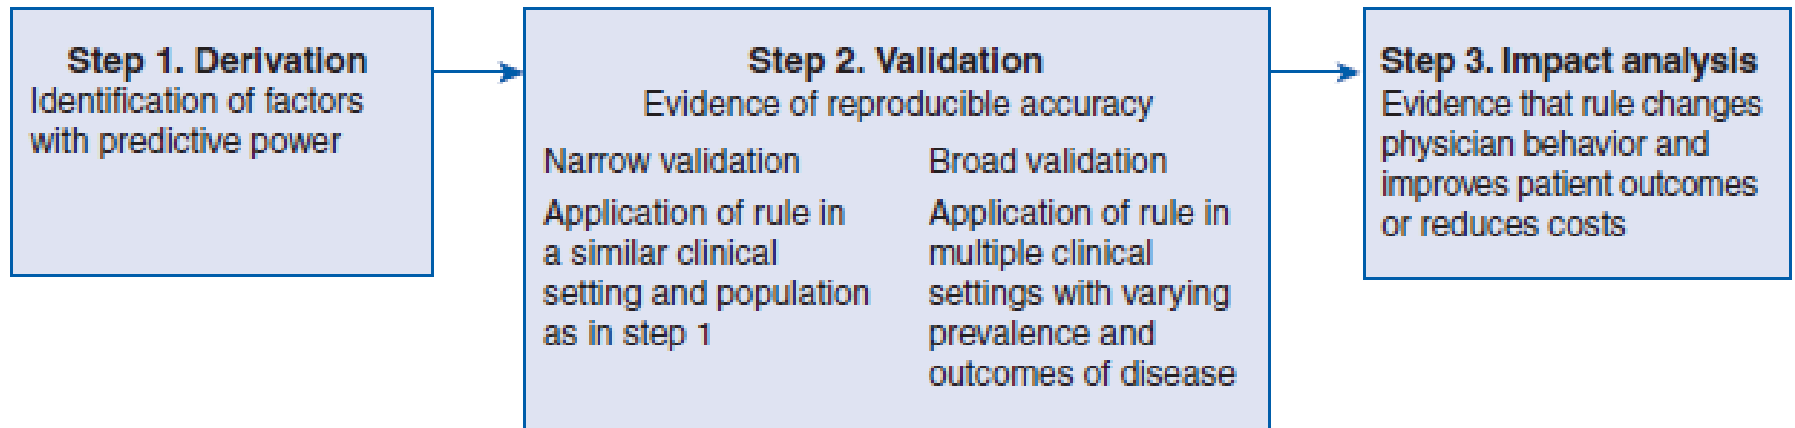 Step 1. Derivation
Identification of factors
with predictive power
Step 2. Validation
Evidence of reproducible accuracy
Narrow validation
Application of rule in
a similar clinical
setting and population
as in step 1
Broad validation
Application of rule in
multiple clinical
settings with varying
prevalence and
outcomes of disease
Step 3. Impact analysis
Evidence that rule changes
physician behavior and
improves patient outcomes
or reduces costs